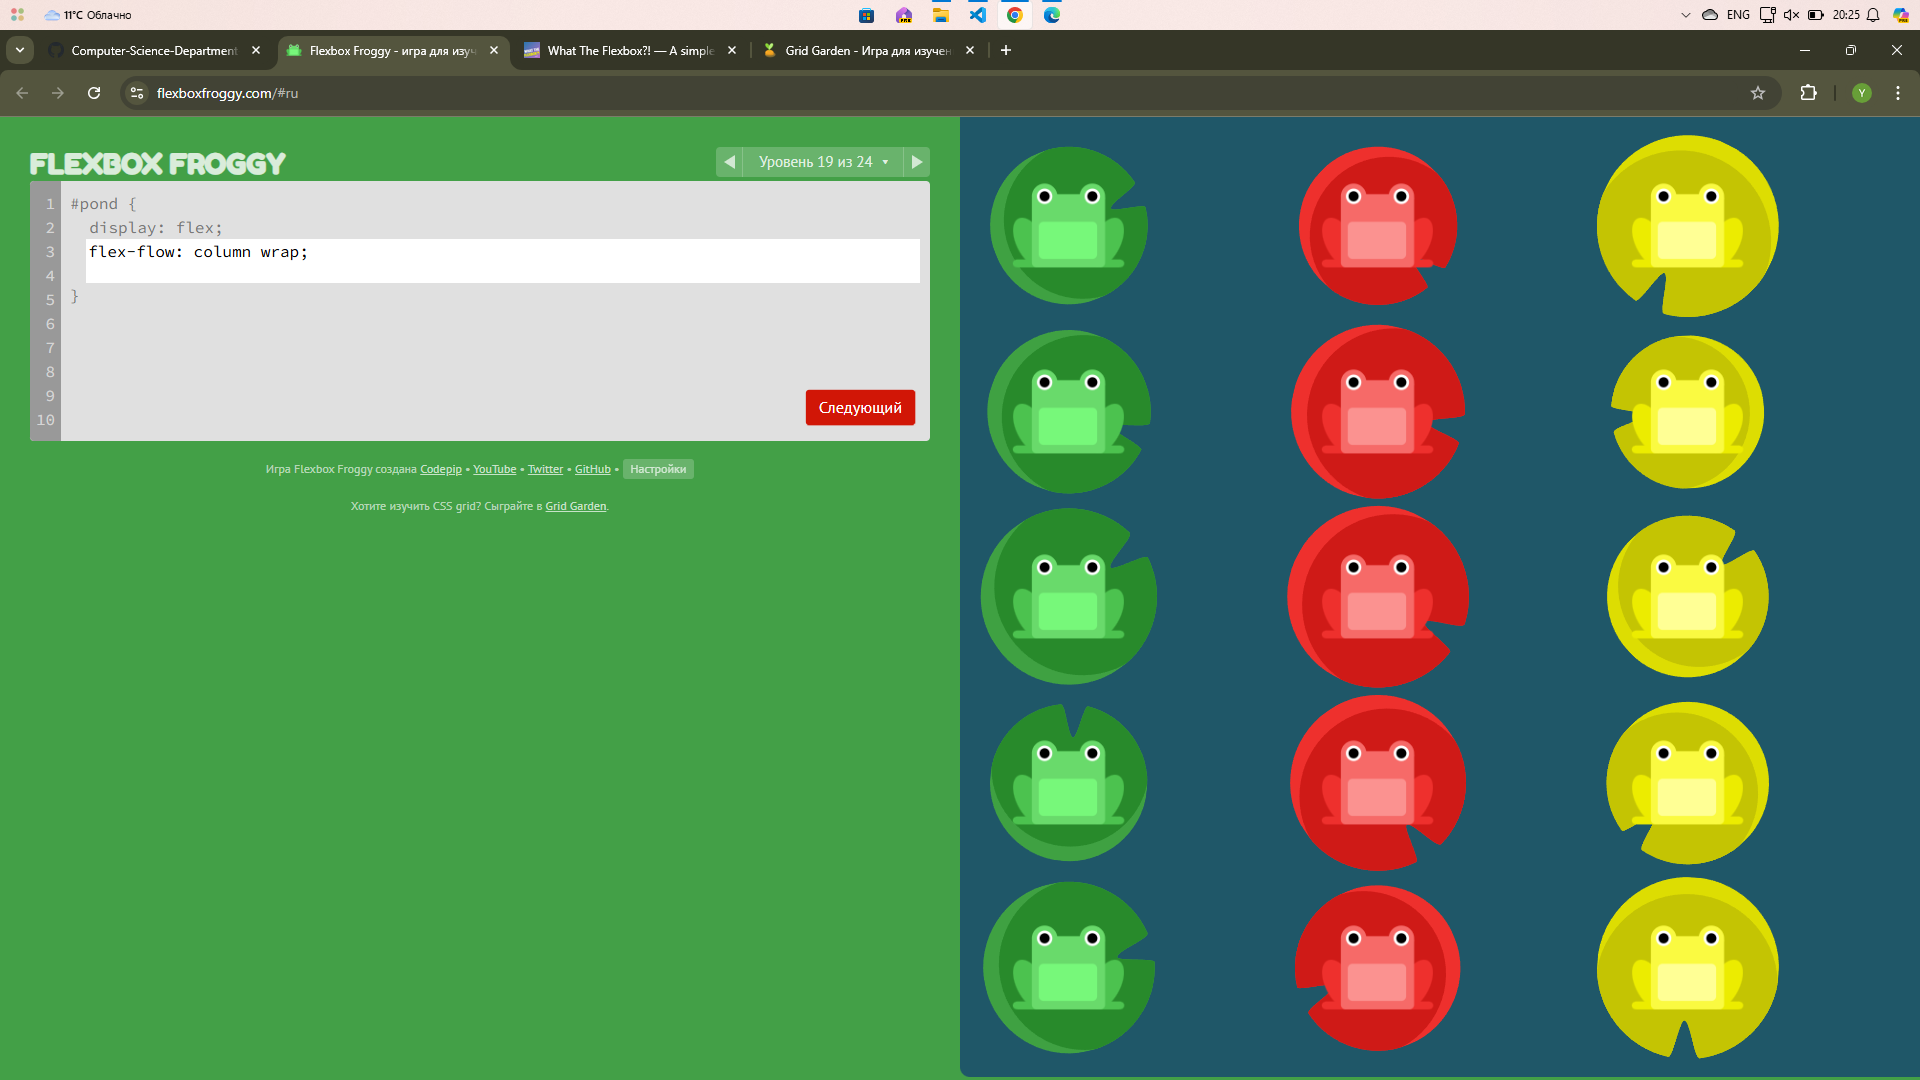 11°C Облачно
ENG
20:25
Computer-Science-Department
Flexbox Froggy - игра для изуч
What The Flexbox?! — A simple
Grid Garden - Игра для изучен
flexboxfroggy.com/#ru
Y
FLEXBOX FROGGY
Уровень 19 из 24
1 #pond {
2 display: flex;
3 flex-flow: column wrap;
4
5 }
6
7
8
9
10
Следующий
Игра Flexbox Froggy создана Codepip • YouTube • Twitter • GitHub • Настройки
Хотите изучить CSS grid? Сыграйте в Grid Garden.